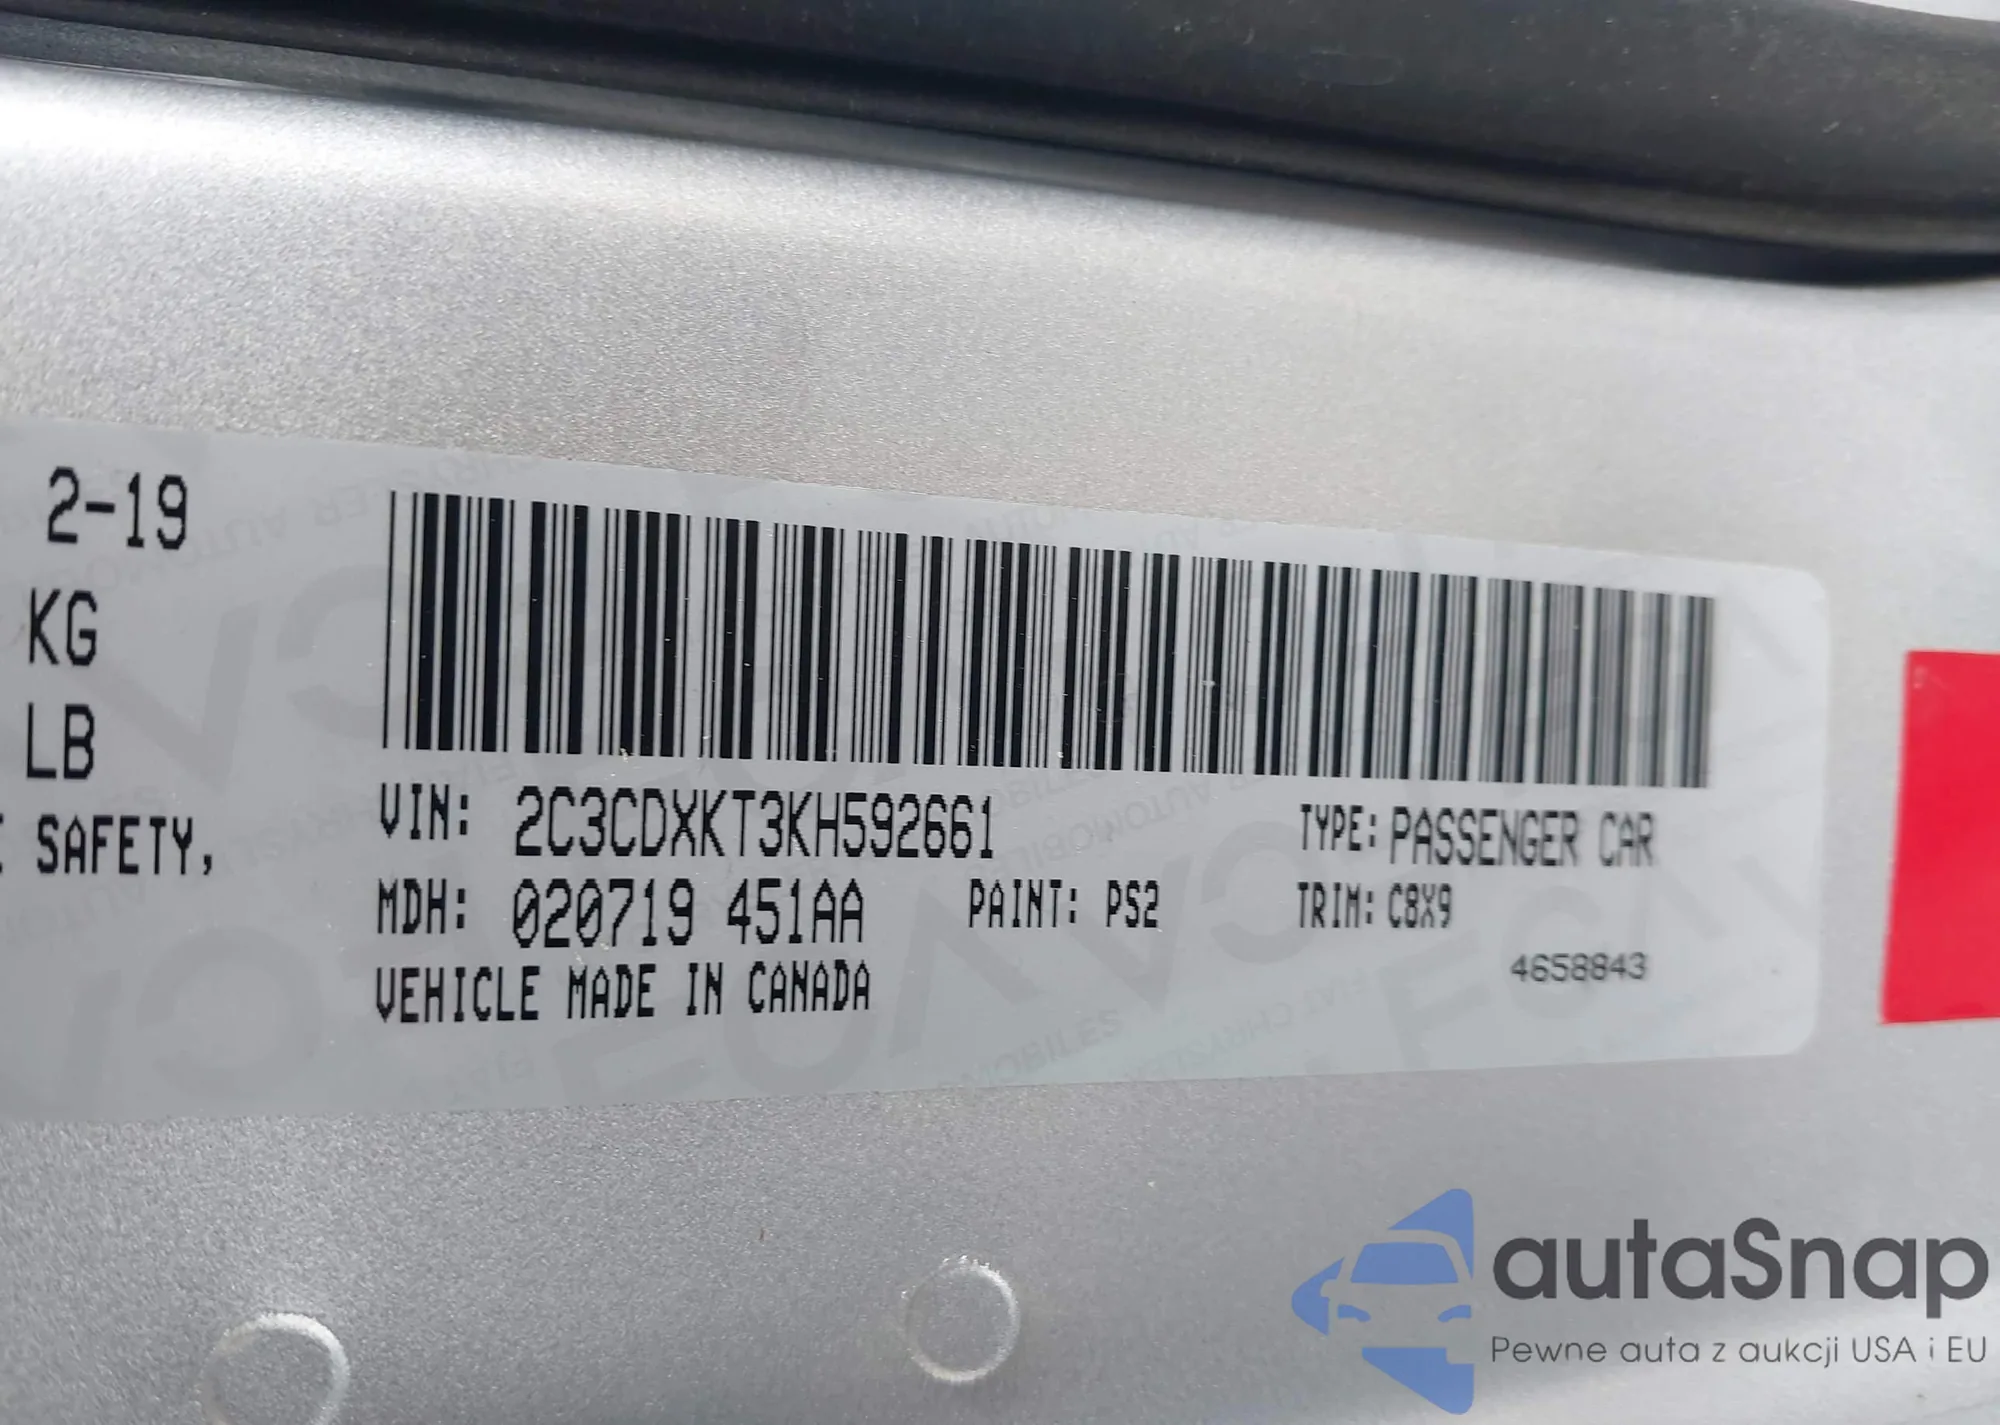 2-19
KG
LB
SAFETY,
VIN: 2C3CDXKT3KH592661
TYPE: PASSENGER CAR
MDH: 020719 451AA
PAINT: PS2
TRIM: C8X9
VEHICLE MADE IN CANADA
4658843
autaSnap
Pewne auta z aukcji USA i EU